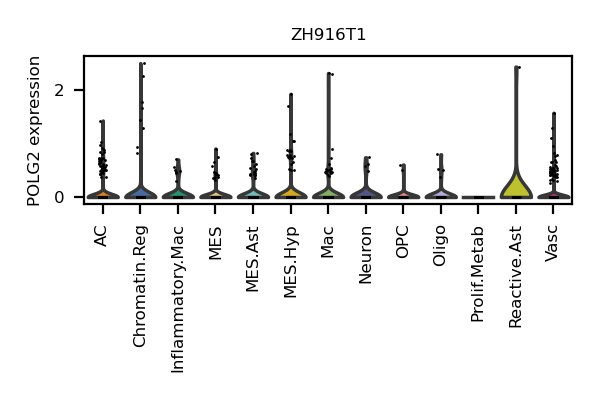 ZH916T1
POLG2 expression
2
0
AC
Chromatin.Reg
Inflammatory.Mac
MES
MES.Ast
MES.Hyp
Mac
Neuron
OPC
Oligo
Prolif.Metab
Reactive.Ast
Vasc